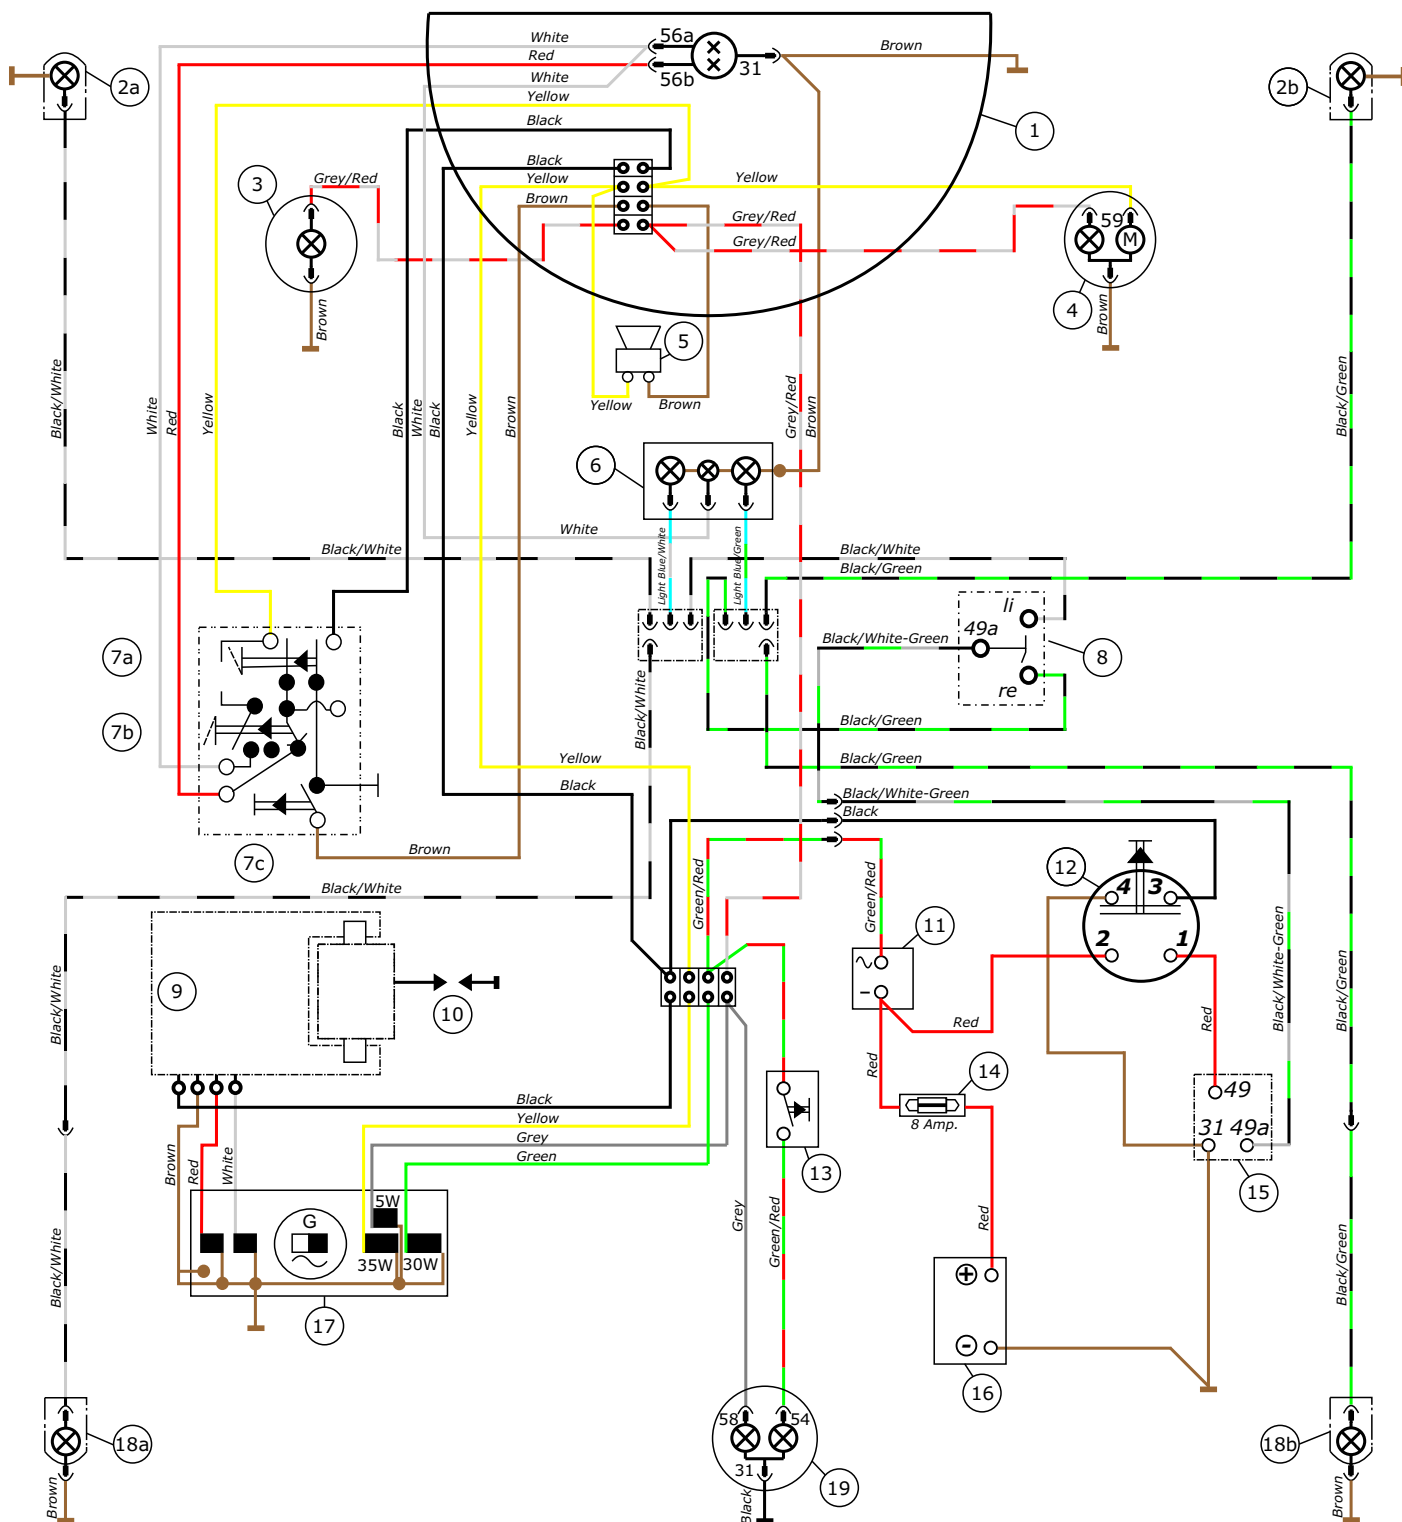 White
56a
Brown
Red
56b
31
White
2a
2b
Yellow
Black
1
Black
Yellow
Yellow
3
Grey/Red
Brown
Grey/Red
59
Grey/Red
M
4
Brown
Brown
5
Yellow
Brown
Black/White
White
Red
Yellow
Black
White
Black
Yellow
Brown
Grey/Red
Brown
Black/Green
6
White
Light Blue/White
Light Blue/Green
Black/White
Black/White
Black/Green
li
49a
Black/White-Green
8
re
7a
7b
Black/White
Black/Green
Black/Green
Yellow
Black
Black/White-Green
Black
7c
Brown
Black/White
Green/Red
Green/Red
12
4
3
2
1
11
9
10
Black/White
Red
Red
Red
Black/White-Green
Black/Green
14
8 Amp.
49
31 49a
15
Black
Yellow
Grey
Green
13
Brown
Red
White
G
5W
35W
30W
17
Black/White
Grey
Green/Red
Red
+
-
16
Black/Green
18a
Brown
58
54
31
19
Black
18b
Brown